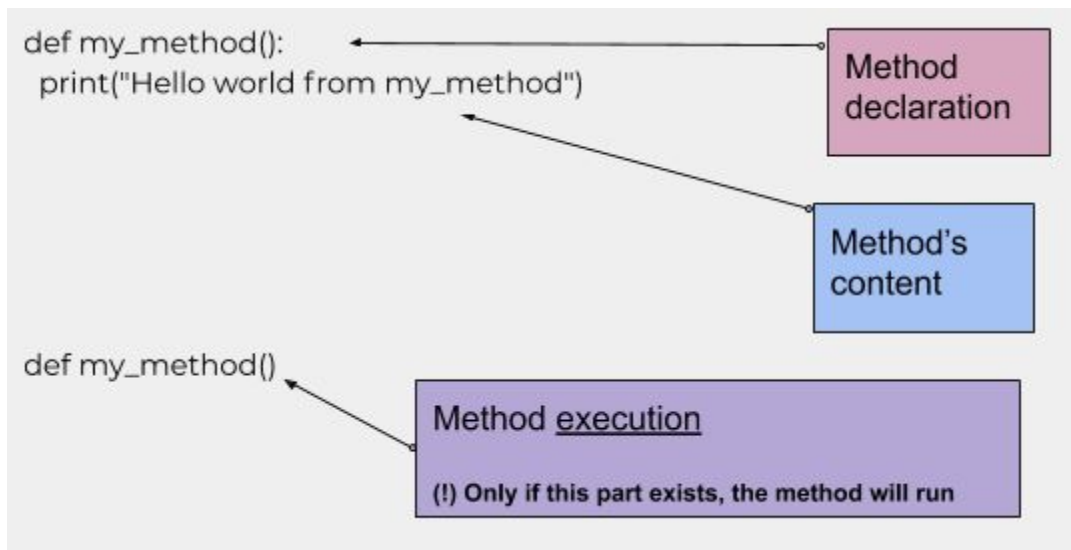 def my_method():
print("Hello world from my_method")
Method
declaration
Method’s
content
def my_method()
Method execution
(!) Only if this part exists, the method will run